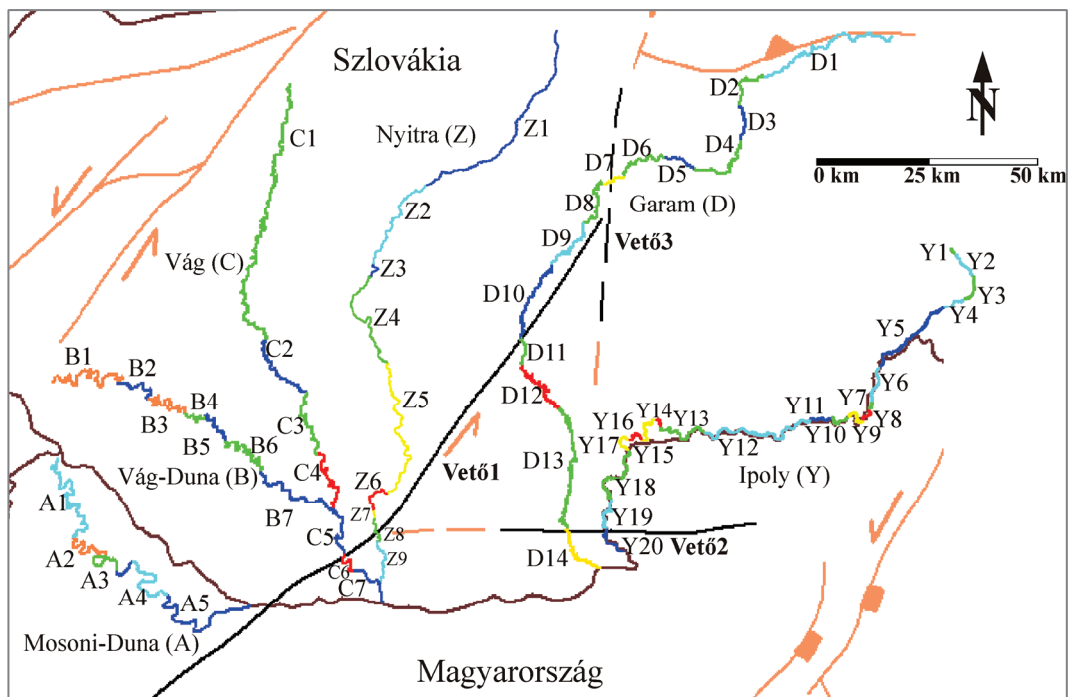 Szlovákia
N
0 km 25 km 50 km
Nyitra (Z)
Garam (D)
Vág (C)
Vág-Duna (B)
Mosoni-Duna (A)
Ipoly (Y)
Magyarország
Vető1
Vető2
Vető3
A1
A2
A3
A4
A5
B1
B2
B3
B4
B5
B6
B7
C1
C2
C3
C4
C5
C6
C7
Z1
Z2
Z3
Z4
Z5
Z6
Z7
Z8
Z9
D1
D2
D3
D4
D5
D6
D7
D8
D9
D10
D11
D12
D13
D14
Y1
Y2
Y3
Y4
Y5
Y6
Y7
Y8
Y9
Y10
Y11
Y12
Y13
Y14
Y15
Y16
Y17
Y18
Y19
Y20